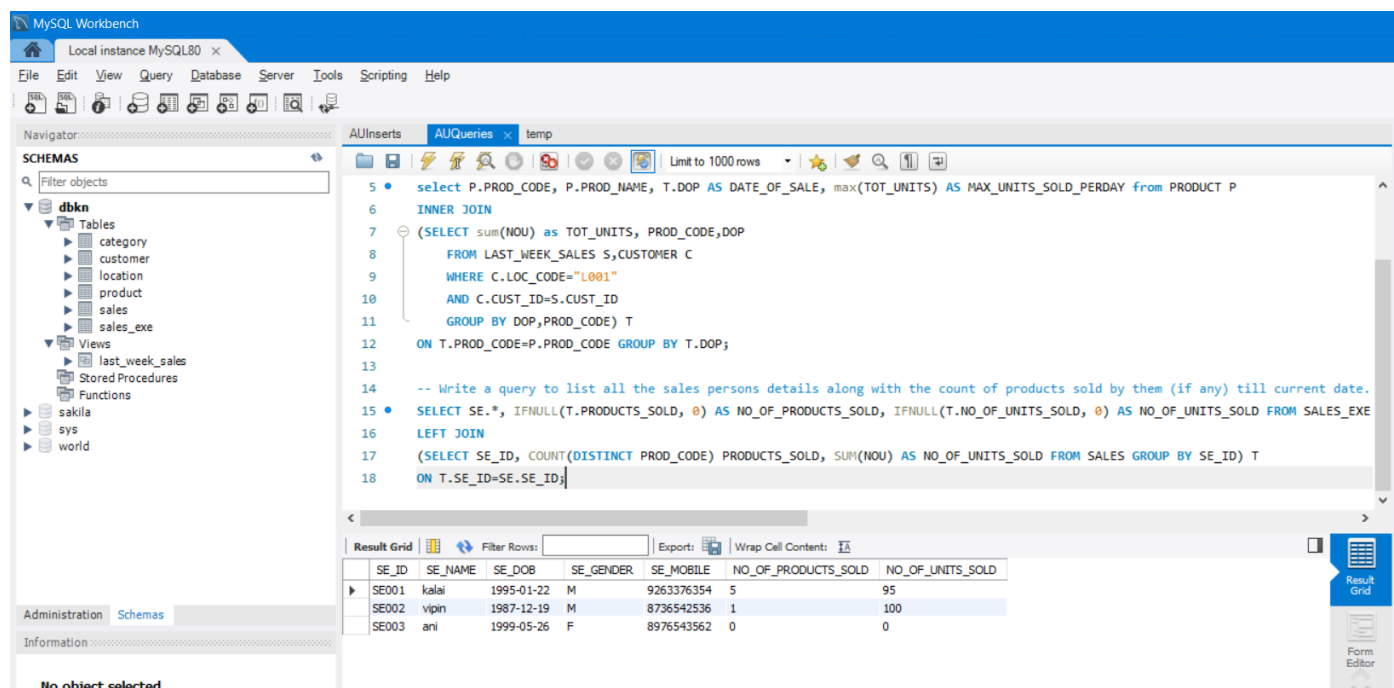 MySQL Workbench
Local instance MySQL80 ×
File Edit View Query Database Server Tools Scripting Help
Navigator
SCHEMAS
Filter objects
dbkn
Tables
category
customer
location
product
sales
sales_exe
Views
last_week_sales
Stored Procedures
Functions
sakila
sys
world
Administration Schemas
Information
No object selected
AUInserts AUQueries × temp
Limit to 1000 rows
5 select P.PROD_CODE, P.PROD_NAME, T.DOP AS DATE_OF_SALE, max(TOT_UNITS) AS MAX_UNITS_SOLD_PERDAY from PRODUCT P
6 INNER JOIN
7 (SELECT sum(NOU) as TOT_UNITS, PROD_CODE,DOP
8 FROM LAST_WEEK_SALES S,CUSTOMER C
9 WHERE C.LOC_CODE="L001"
10 AND C.CUST_ID=S.CUST_ID
11 GROUP BY DOP,PROD_CODE) T
12 ON T.PROD_CODE=P.PROD_CODE GROUP BY T.DOP;
13
14 -- Write a query to list all the sales persons details along with the count of products sold by them (if any) till current date.
15 SELECT SE.*, IFNULL(T.PRODUCTS_SOLD, 0) AS NO_OF_PRODUCTS_SOLD, IFNULL(T.NO_OF_UNITS_SOLD, 0) AS NO_OF_UNITS_SOLD FROM SALES_EXE
16 LEFT JOIN
17 (SELECT SE_ID, COUNT(DISTINCT PROD_CODE) PRODUCTS_SOLD, SUM(NOU) AS NO_OF_UNITS_SOLD FROM SALES GROUP BY SE_ID) T
18 ON T.SE_ID=SE.SE_ID;
Result Grid Filter Rows: Export: Wrap Cell Content:
SE_ID SE_NAME SE_DOB SE_GENDER SE_MOBILE NO_OF_PRODUCTS_SOLD NO_OF_UNITS_SOLD
SE001 kalai 1995-01-22 M 9263376354 5 95
SE002 vipin 1987-12-19 M 8736542536 1 100
SE003 ani 1999-05-26 F 8976543562 0 0
Result
Grid
Form
Editor